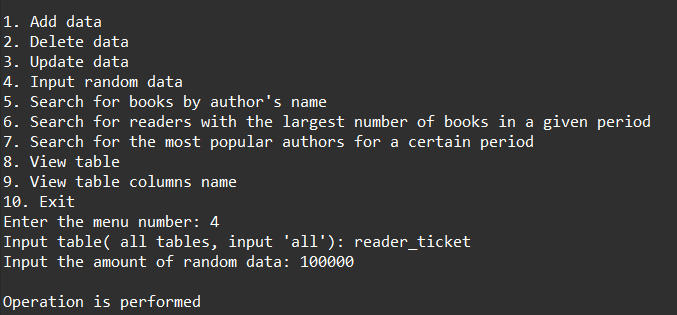 1. Add data
2. Delete data
3. Update data
4. Input random data
5. Search for books by author's name
6. Search for readers with the largest number of books in a given period
7. Search for the most popular authors for a certain period
8. View table
9. View table columns name
10. Exit
Enter the menu number: 4
Input table( all tables, input 'all'): reader_ticket
Input the amount of random data: 100000
Operation is performed